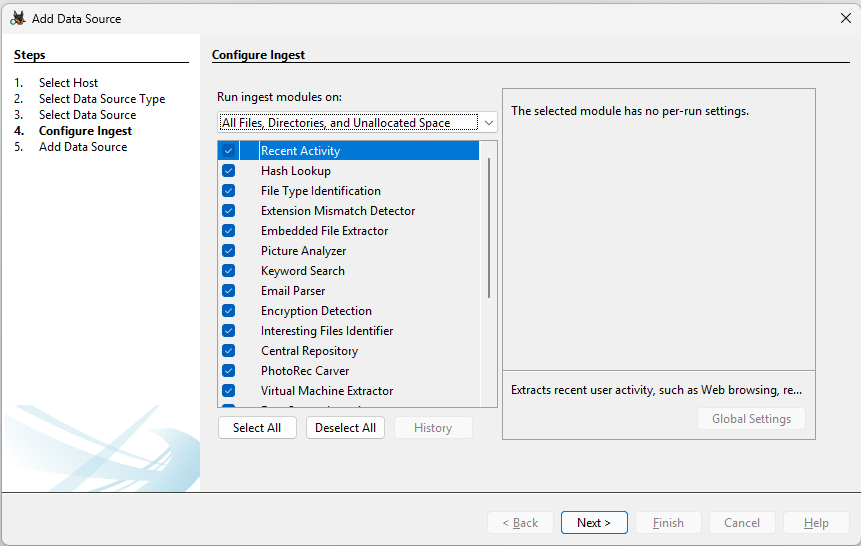 Add Data Source
Steps
1. Select Host
2. Select Data Source Type
3. Select Data Source
4. Configure Ingest
5. Add Data Source
Configure Ingest
Run ingest modules on:
All Files, Directories, and Unallocated Space
Recent Activity
Hash Lookup
File Type Identification
Extension Mismatch Detector
Embedded File Extractor
Picture Analyzer
Keyword Search
Email Parser
Encryption Detection
Interesting Files Identifier
Central Repository
PhotoRec Carver
Virtual Machine Extractor
Select All
Deselect All
History
The selected module has no per-run settings.
Extracts recent user activity, such as Web browsing, re...
Global Settings
< Back
Next >
Finish
Cancel
Help